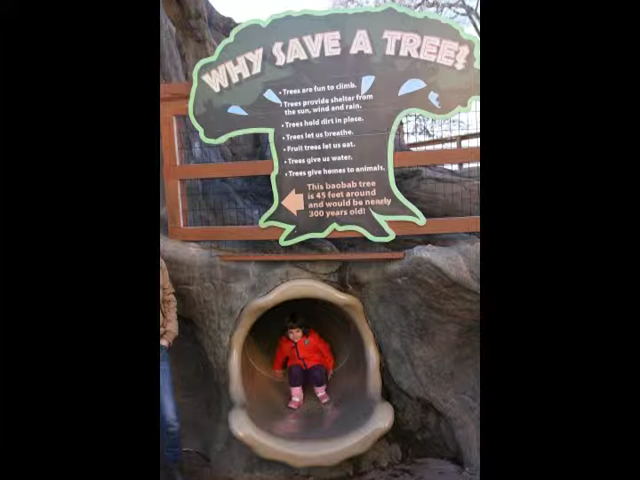 WHY SAVE A TREE?
• Trees are fun to climb.
• Trees provide shelter from
the sun, wind and rain.
• Trees hold dirt in place.
• Trees let us breathe.
• Fruit trees let us eat.
• Trees give us water.
• Trees give homes to animals.
This baobab tree
is 45 feet around
and would be nearly
300 years old!